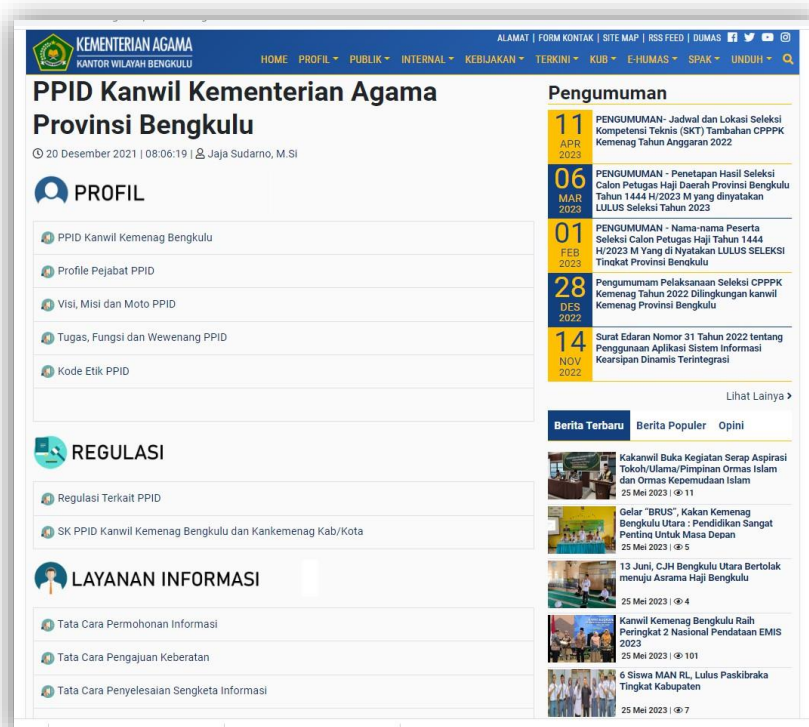 KEMENTERIAN AGAMA
KANTOR WILAYAH BENGKULU
ALAMAT | FORM KONTAK | SITE MAP | RSS FEED | DUMAS
HOME PROFIL PUBLIK INTERNAL KEBIJAKAN TERKINI KUB E-HUMAS SPAK UNDUH
PPID Kanwil Kementerian Agama
Provinsi Bengkulu
20 Desember 2021 | 08:06:19 | Jaja Sudarno, M.Si
PROFIL
PPID Kanwil Kemenag Bengkulu
Profile Pejabat PPID
Visi, Misi dan Moto PPID
Tugas, Fungsi dan Wewenang PPID
Kode Etik PPID
REGULASI
Regulasi Terkait PPID
SK PPID Kanwil Kemenag Bengkulu dan Kankemenag Kab/Kota
LAYANAN INFORMASI
Tata Cara Permohonan Informasi
Tata Cara Pengajuan Keberatan
Tata Cara Penyelesaian Sengketa Informasi
Pengumuman
11
APR
2023
PENGUMUMAN- Jadwal dan Lokasi Seleksi
Kompetensi Teknis (SKT) Tambahan CPPPK
Kemenag Tahun Anggaran 2022
06
MAR
2023
PENGUMUMAN - Penetapan Hasil Seleksi
Calon Petugas Haji Daerah Provinsi Bengkulu
Tahun 1444 H/2023 M yang dinyatakan
LULUS Seleksi Tahun 2023
01
FEB
2023
PENGUMUMAN - Nama-nama Peserta
Seleksi Calon Petugas Haji Tahun 1444
H/2023 M Yang di Nyatakan LULUS SELEKSI
Tingkat Provinsi Bengkulu
28
DES
2022
Pengumumam Pelaksanaan Seleksi CPPPK
Kemenag Tahun 2022 Dilingkungan kanwil
Kemenag Provinsi Bengkulu
14
NOV
2022
Surat Edaran Nomor 31 Tahun 2022 tentang
Penggunaan Aplikasi Sistem Informasi
Kearsipan Dinamis Terintegrasi
Lihat Lainya
Berita Terbaru Berita Populer Opini
Kakanwil Buka Kegiatan Serap Aspirasi
Tokoh/Ulama/Pimpinan Ormas Islam
dan Ormas Kepemudaan Islam
25 Mei 2023 | 11
Gelar "BRUS", Kakan Kemenag
Bengkulu Utara : Pendidikan Sangat
Penting Untuk Masa Depan
25 Mei 2023 | 5
13 Juni, CJH Bengkulu Utara Bertolak
menuju Asrama Haji Bengkulu
25 Mei 2023 | 4
Kanwil Kemenag Bengkulu Raih
Peringkat 2 Nasional Pendataan EMIS
2023
25 Mei 2023 | 101
6 Siswa MAN RL, Lulus Paskibraka
Tingkat Kabupaten
25 Mei 2023 | 7